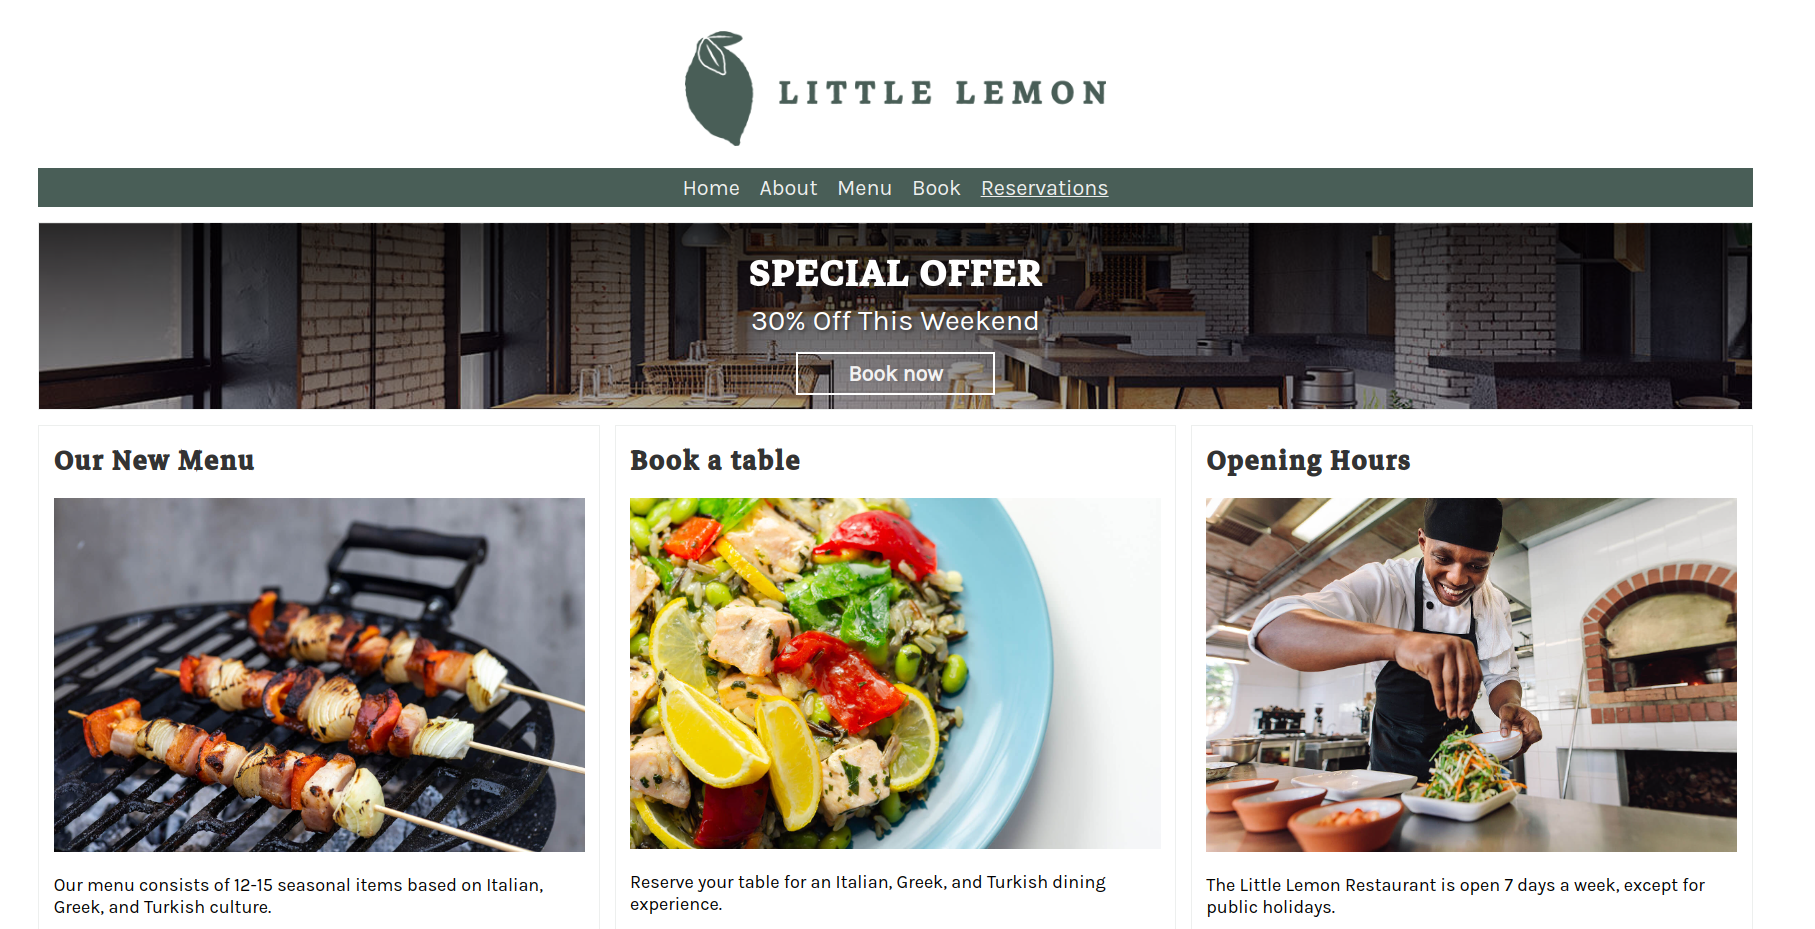 LITTLE LEMON
Home About Menu Book Reservations
SPECIAL OFFER
30% Off This Weekend
Book now
Our New Menu
Our menu consists of 12-15 seasonal items based on Italian,
Greek, and Turkish culture.
Book a table
Reserve your table for an Italian, Greek, and Turkish dining
experience.
Opening Hours
The Little Lemon Restaurant is open 7 days a week, except for
public holidays.